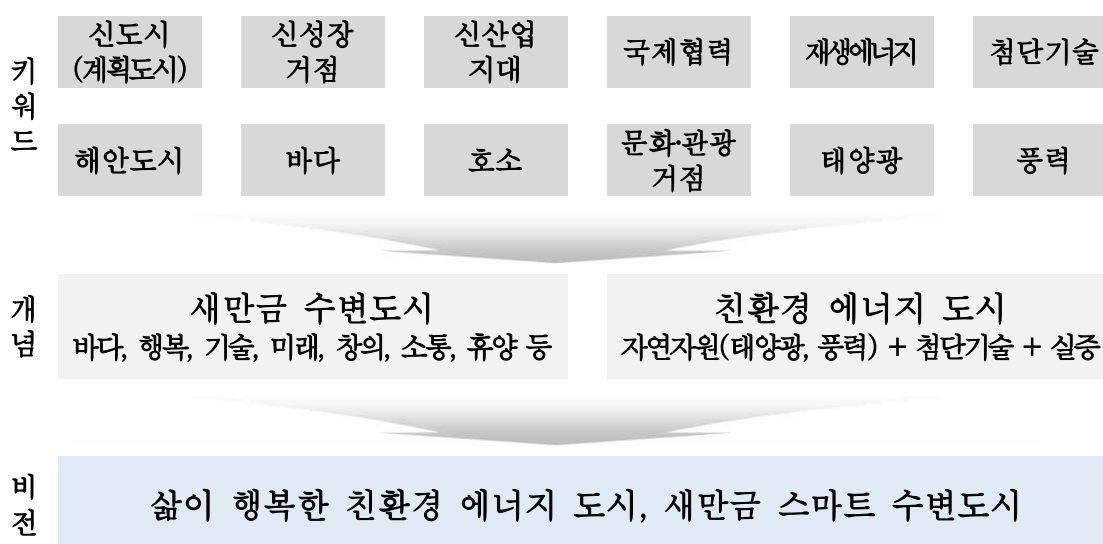 키워드
신도시
(계획도시)
신성장
거점
신산업
지대
국제협력
재생에너지
첨단기술
해안도시
바다
호소
문화·관광
거점
태양광
풍력
개념
새만금 수변도시
바다, 행복, 기술, 미래, 창의, 소통, 휴양 등
친환경 에너지 도시
자연자원(태양광, 풍력) + 첨단기술 + 실증
비전
삶이 행복한 친환경 에너지 도시, 새만금 스마트 수변도시